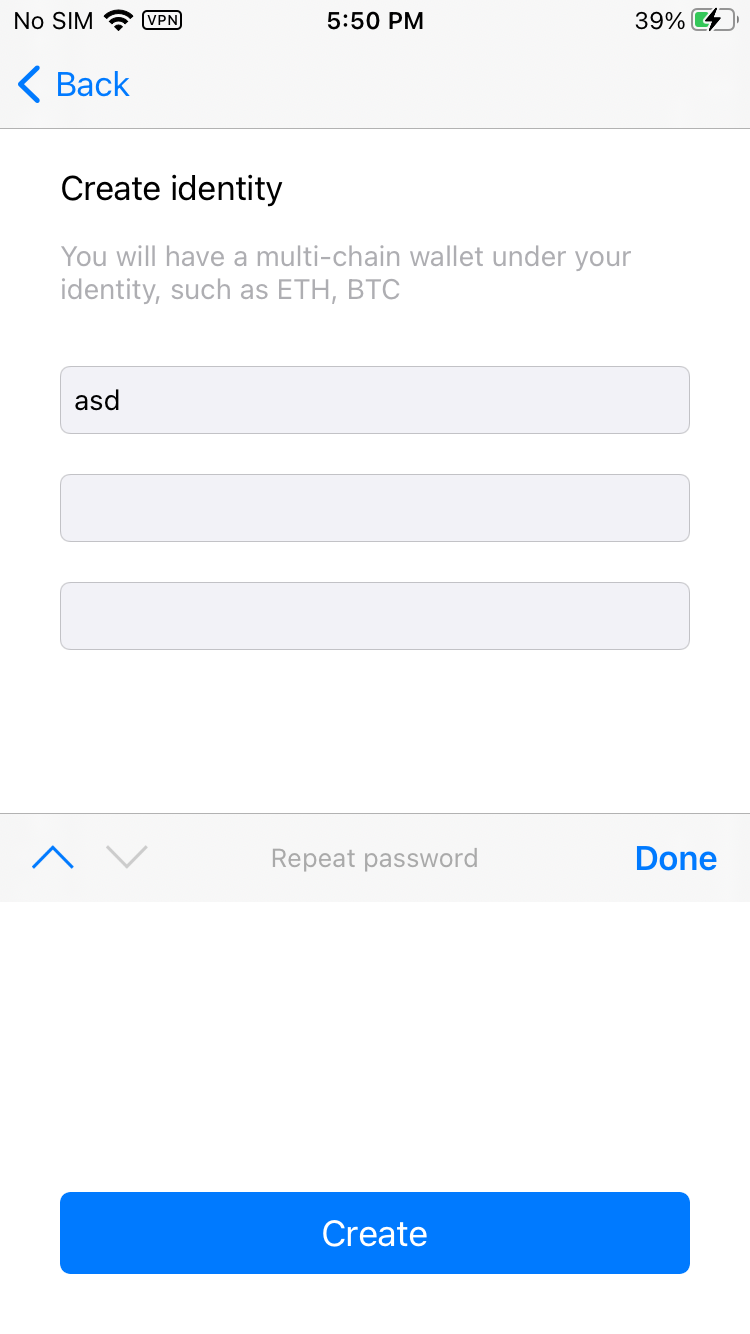 No SIM VPN 5:50 PM 39%
Back
Create identity
You will have a multi-chain wallet under your
identity, such as ETH, BTC
asd
Repeat password Done
Create